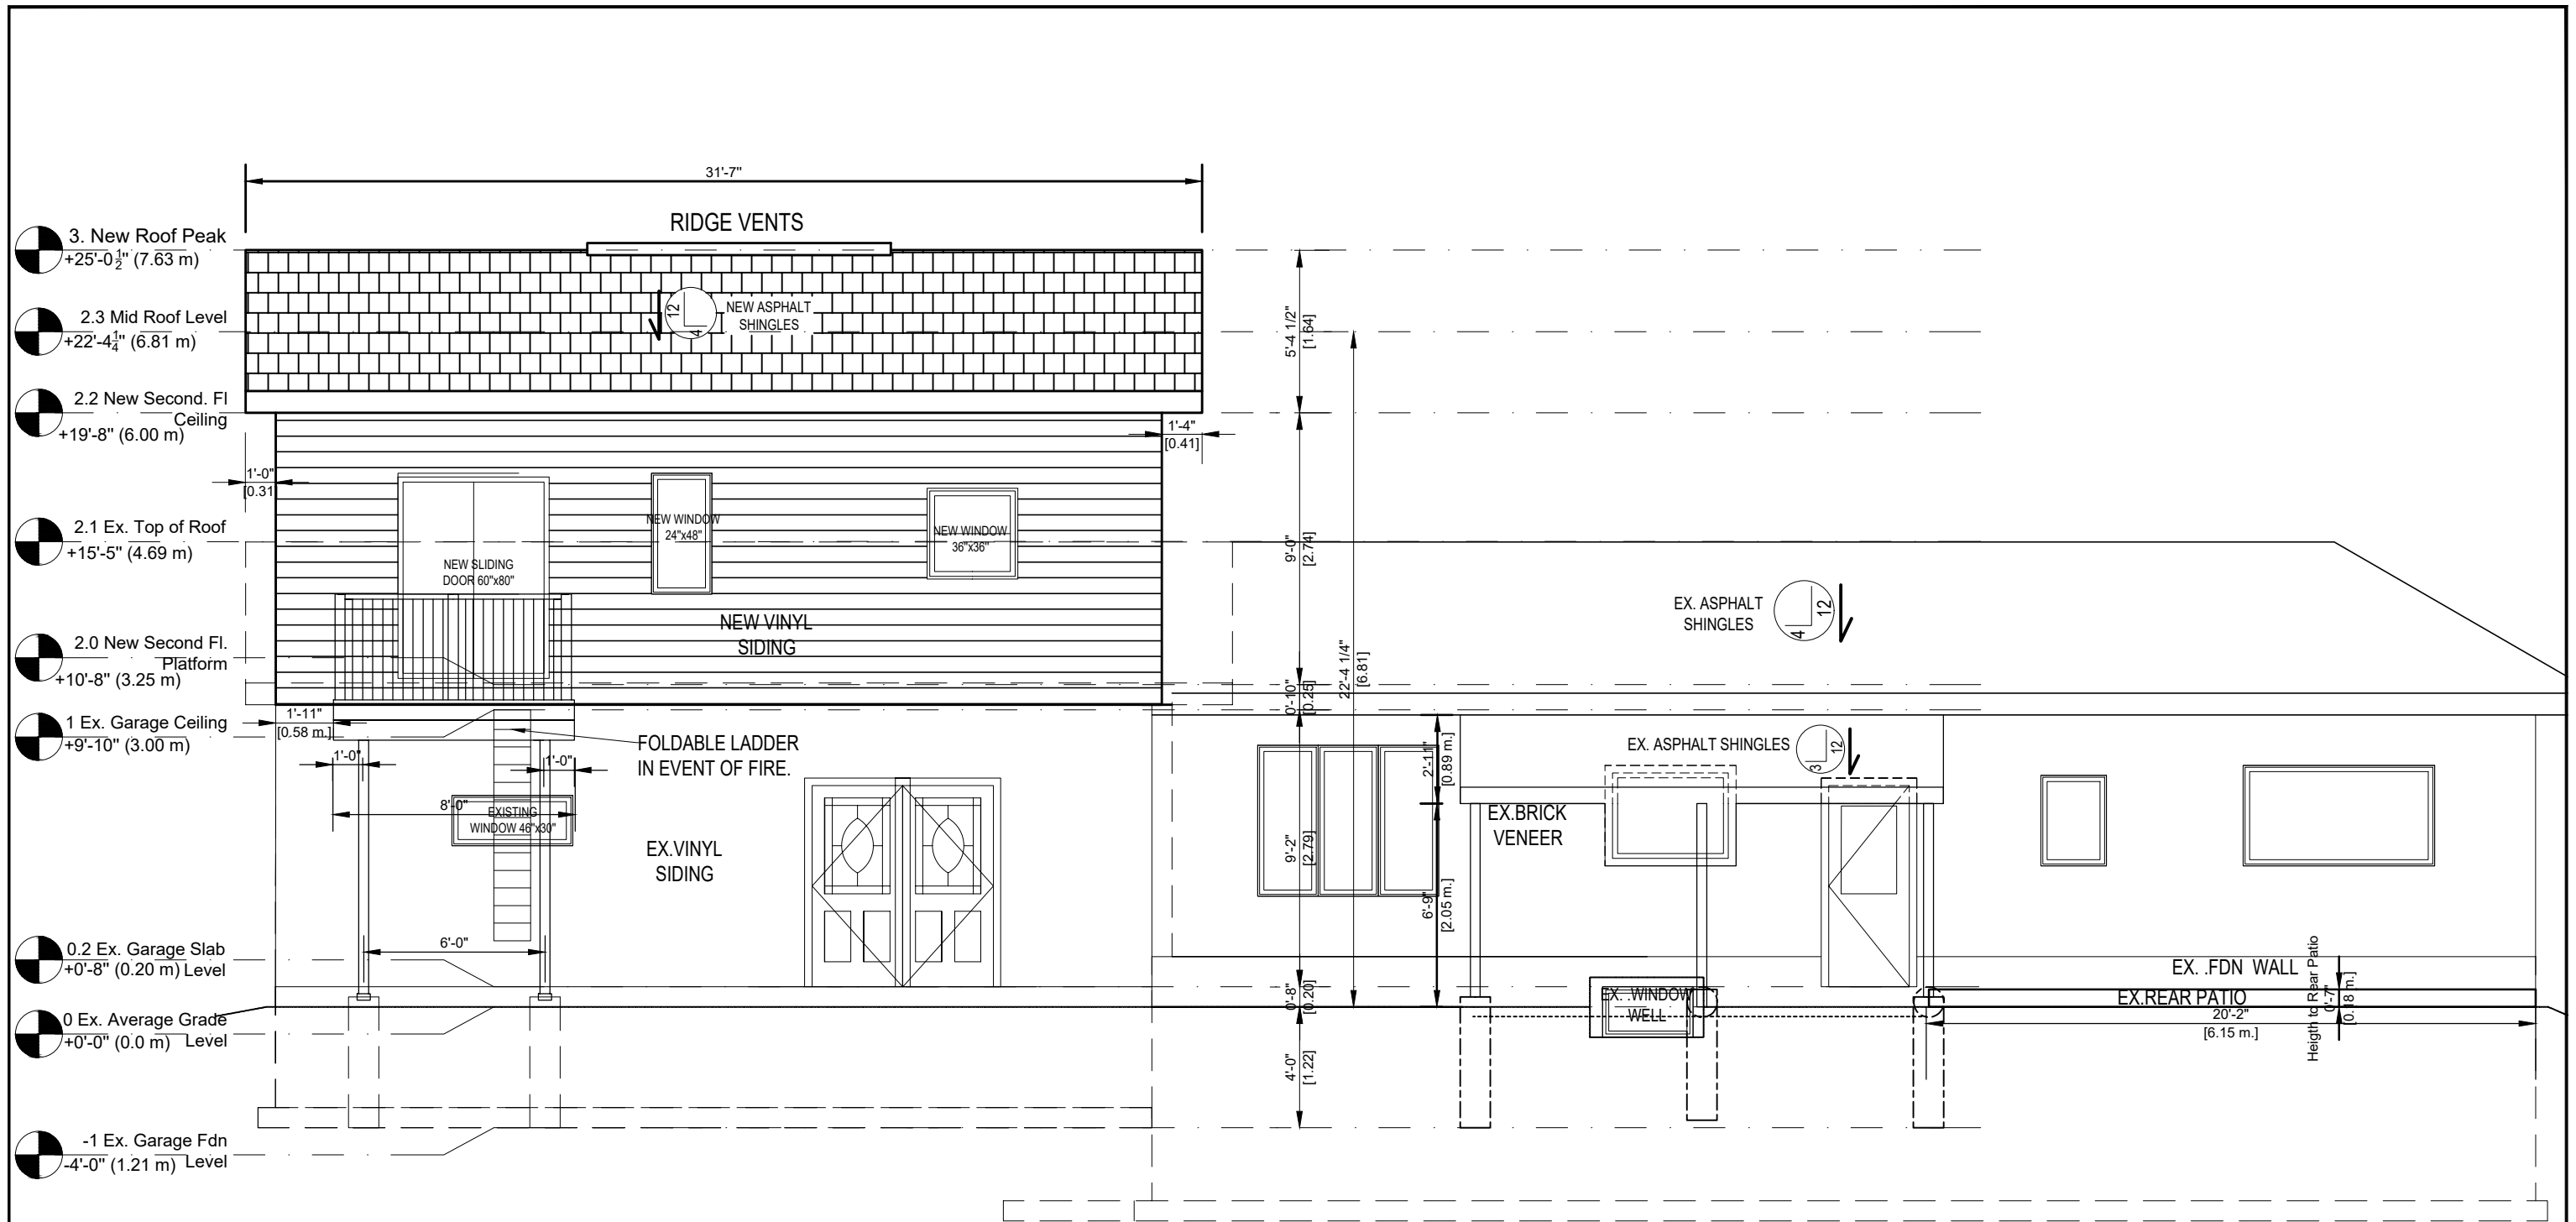 31'-7"
RIDGE VENTS
3. New Roof Peak
+25'-0 1/2" (7.63 m)
2.3 Mid Roof Level
+22'-4 1/4" (6.81 m)
12
4
NEW ASPHALT
SHINGLES
5'-4 1/2"
[1.64]
2.2 New Second. Fl
Ceiling
+19'-8" (6.00 m)
1'-4"
[0.41]
1'-0"
[0.31
2.1 Ex. Top of Roof
+15'-5" (4.69 m)
NEW WINDOW
24"x48"
NEW WINDOW
36"x36"
NEW SLIDING
DOOR 60"x80"
9'-0"
[2.74]
EX. ASPHALT
SHINGLES
4
12
NEW VINYL
SIDING
2.0 New Second Fl.
Platform
+10'-8" (3.25 m)
0'-10"
[0.25]
22'-4 1/4"
[6.81]
1 Ex. Garage Ceiling
+9'-10" (3.00 m)
1'-11"
[0.58 m.]
1'-0"
1'-0"
FOLDABLE LADDER
IN EVENT OF FIRE.
2'-11"
[0.89 m.]
EX. ASPHALT SHINGLES
3
12
8'-0"
EXISTING
WINDOW 46"x30"
EX.VINYL
SIDING
9'-2"
[2.79]
EX.BRICK
VENEER
6'-9"
[2.05 m.]
0.2 Ex. Garage Slab
+0'-8" (0.20 m) Level
6'-0"
0'-8"
[0.20]
EX. .WINDOW
WELL
EX. .FDN WALL
EX.REAR PATIO
20'-2"
[6.15 m.]
Heigth to Rear Patio
0'-7"
[0.18 m.]
0 Ex. Average Grade
+0'-0" (0.0 m) Level
4'-0"
[1.22]
-1 Ex. Garage Fdn
-4'-0" (1.21 m) Level